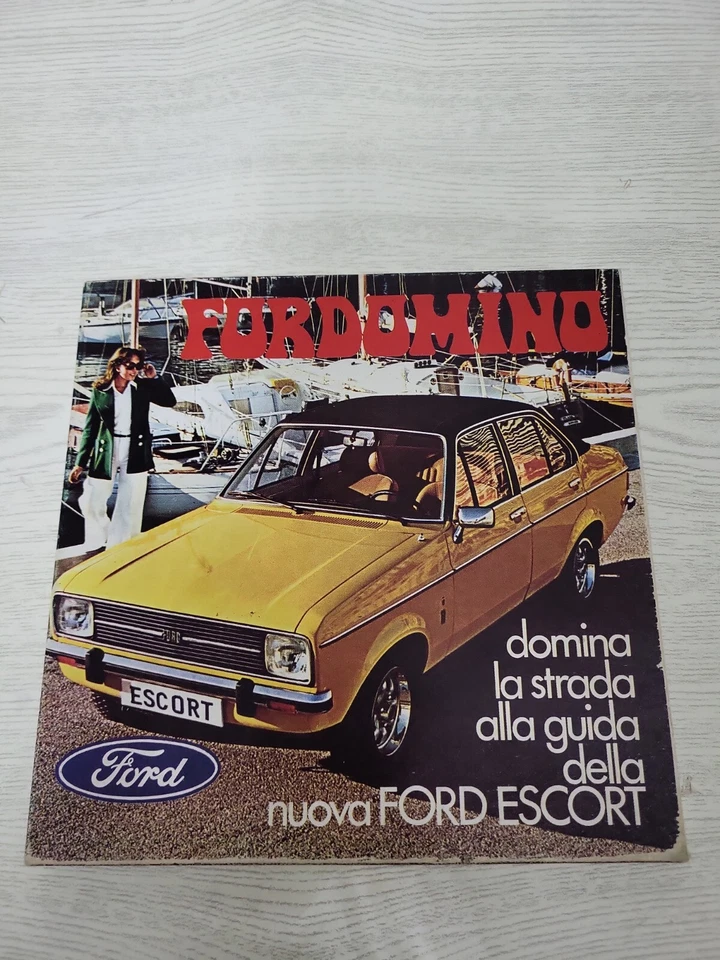 FORDOMINO
FORD
ESCORT
domina
la strada
alla guida
della
nuova FORD ESCORT
Ford